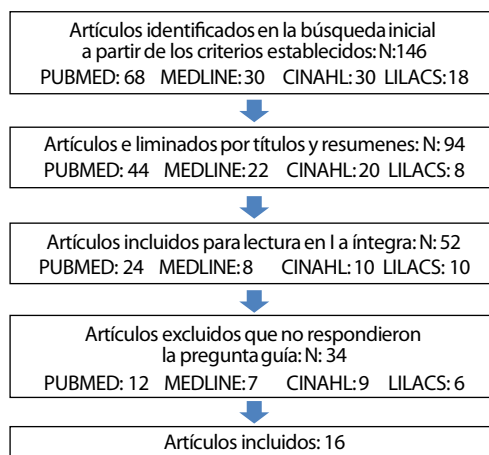 Artículos identificados en la búsqueda inicial
a partir de los criterios establecidos: N:146
PUBMED: 68 MEDLINE: 30 CINAHL: 30 LILACS: 18
Artículos e liminados por títulos y resumenes: N: 94
PUBMED: 44 MEDLINE: 22 CINAHL: 20 LILACS: 8
Artículos incluidos para lectura en I a íntegra: N: 52
PUBMED: 24 MEDLINE: 8 CINAHL: 10 LILACS: 10
Artículos excluidos que no respondieron
la pregunta guía: N: 34
PUBMED: 12 MEDLINE: 7 CINAHL: 9 LILACS: 6
Artículos incluidos: 16